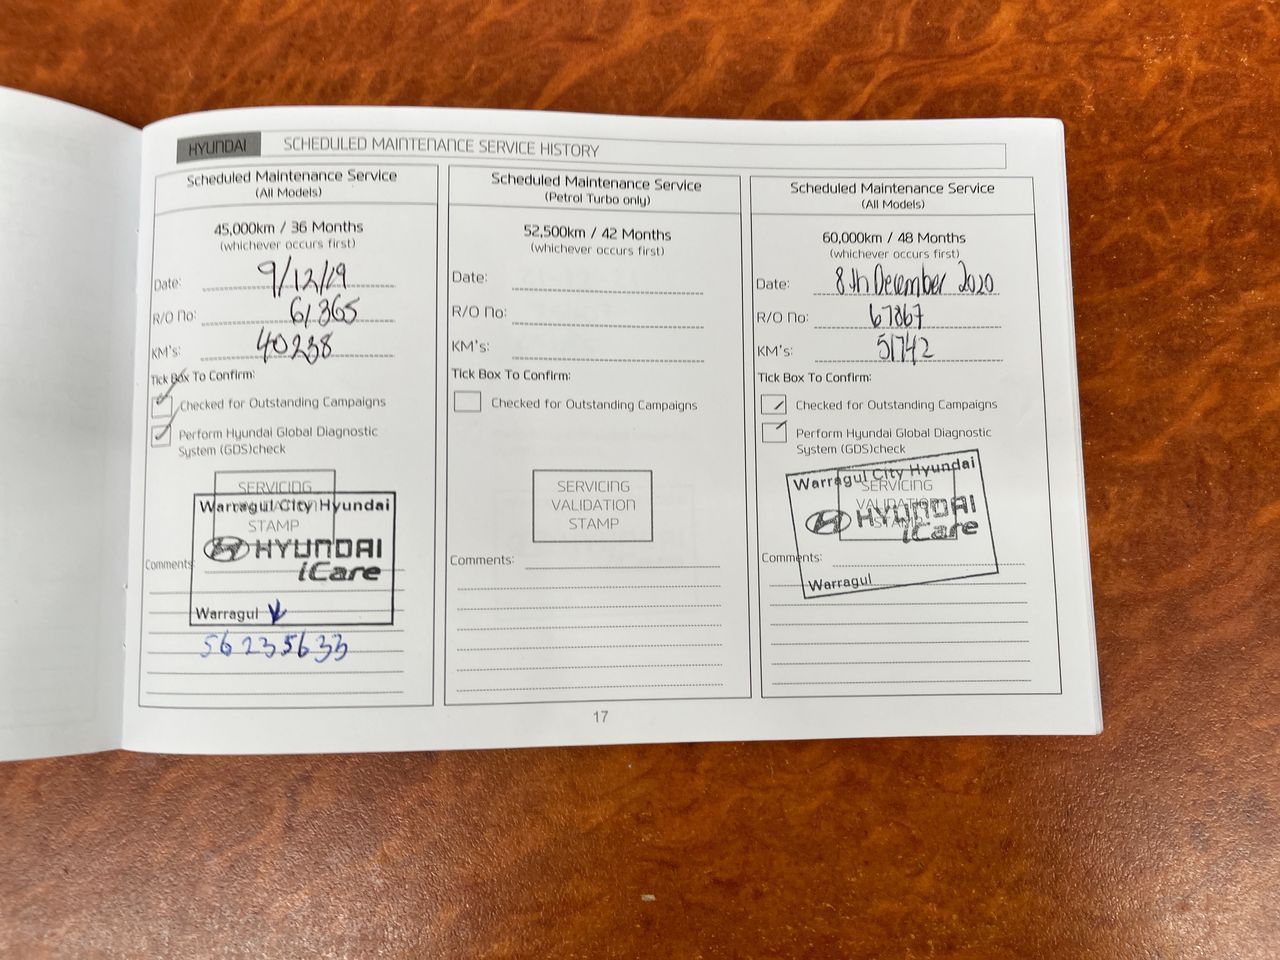 HYUNDAI SCHEDULED MAINTENANCE SERVICE HISTORY
Scheduled Maintenance Service
(All Models)
45,000km / 36 Months
(whichever occurs first)
Date: 9/12/19
R/O No: 61365
KM's: 40238
Tick Box To Confirm:
Checked for Outstanding Campaigns
Perform Hyundai Global Diagnostic
System (GDS)check
SERVICING
VALIDATION
STAMP
Warragul City Hyundai
HYUNDAI
iCare
Warragul
Comments
56235633
Scheduled Maintenance Service
(Petrol Turbo only)
52,500km / 42 Months
(whichever occurs first)
Date:
R/O No:
KM's:
Tick Box To Confirm:
Checked for Outstanding Campaigns
SERVICING
VALIDATION
STAMP
Comments:
Scheduled Maintenance Service
(All Models)
60,000km / 48 Months
(whichever occurs first)
Date: 8th December 2020
R/O No: 67867
KM's: 51742
Tick Box To Confirm:
Checked for Outstanding Campaigns
Perform Hyundai Global Diagnostic
System (GDS)check
SERVICING
VALIDATION
STAMP
Warragul City Hyundai
HYUNDAI
iCare
Warragul
Comments:
17